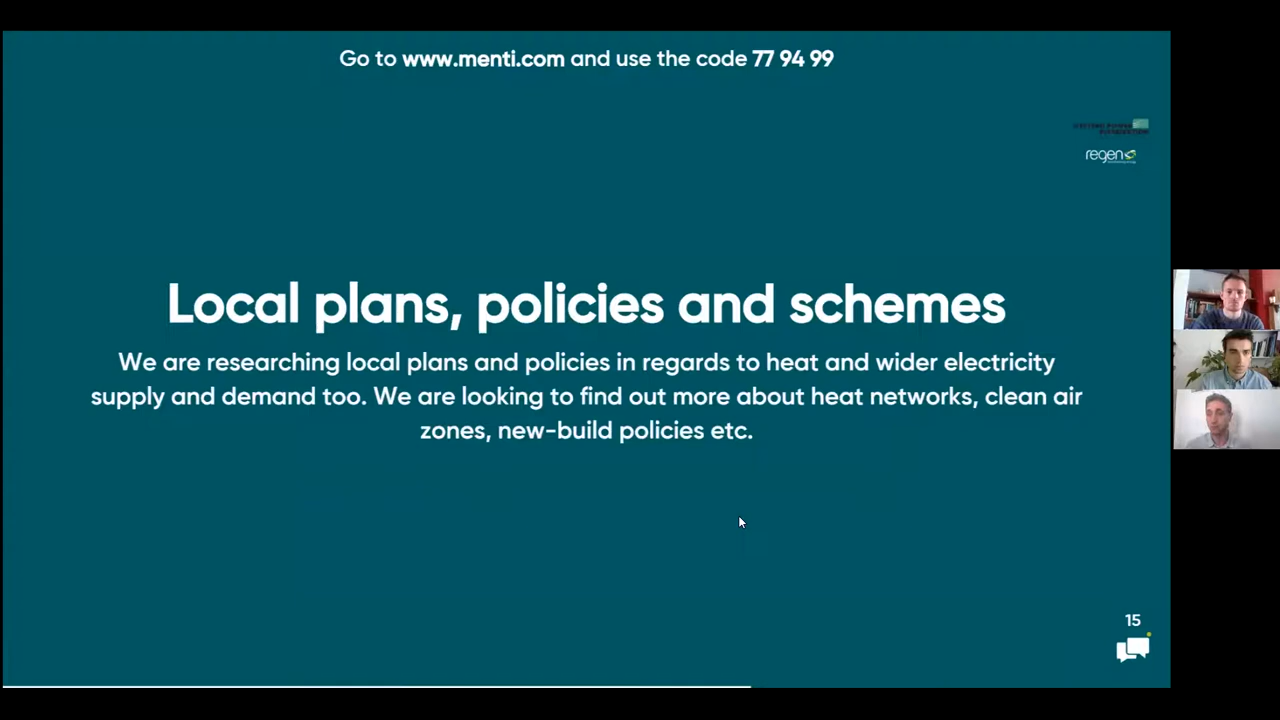 Go to www.menti.com and use the code 77 94 99
regen
Local plans, policies and schemes
We are researching local plans and policies in regards to heat and wider electricity
supply and demand too. We are looking to find out more about heat networks, clean air
zones, new-build policies etc.
15